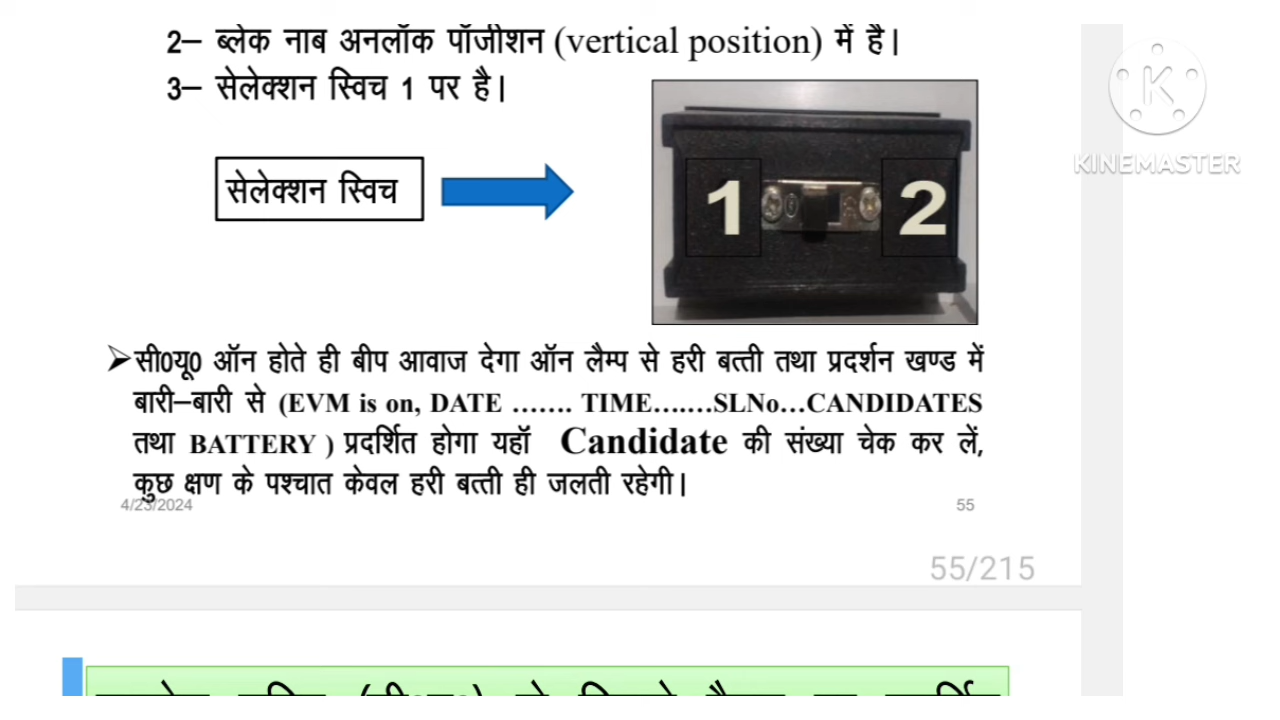 2– ब्लेक नाब अनलॉक पॉजीशन (vertical position) में है।
3– सेलेक्शन स्विच 1 पर है।
सेलेक्शन स्विच
1 2
K
KINEMASTER
➢सी0यू0 ऑन होते ही बीप आवाज देगा ऑन लैम्प से हरी बत्ती तथा प्रदर्शन खण्ड में
बारी–बारी से (EVM is on, DATE ……. TIME…….SLNo…CANDIDATES
तथा BATTERY ) प्रदर्शित होगा यहॉ Candidate की संख्या चेक कर लें,
कुछ क्षण के पश्चात केवल हरी बत्ती ही जलती रहेगी।
4/23/2024
55
55/215